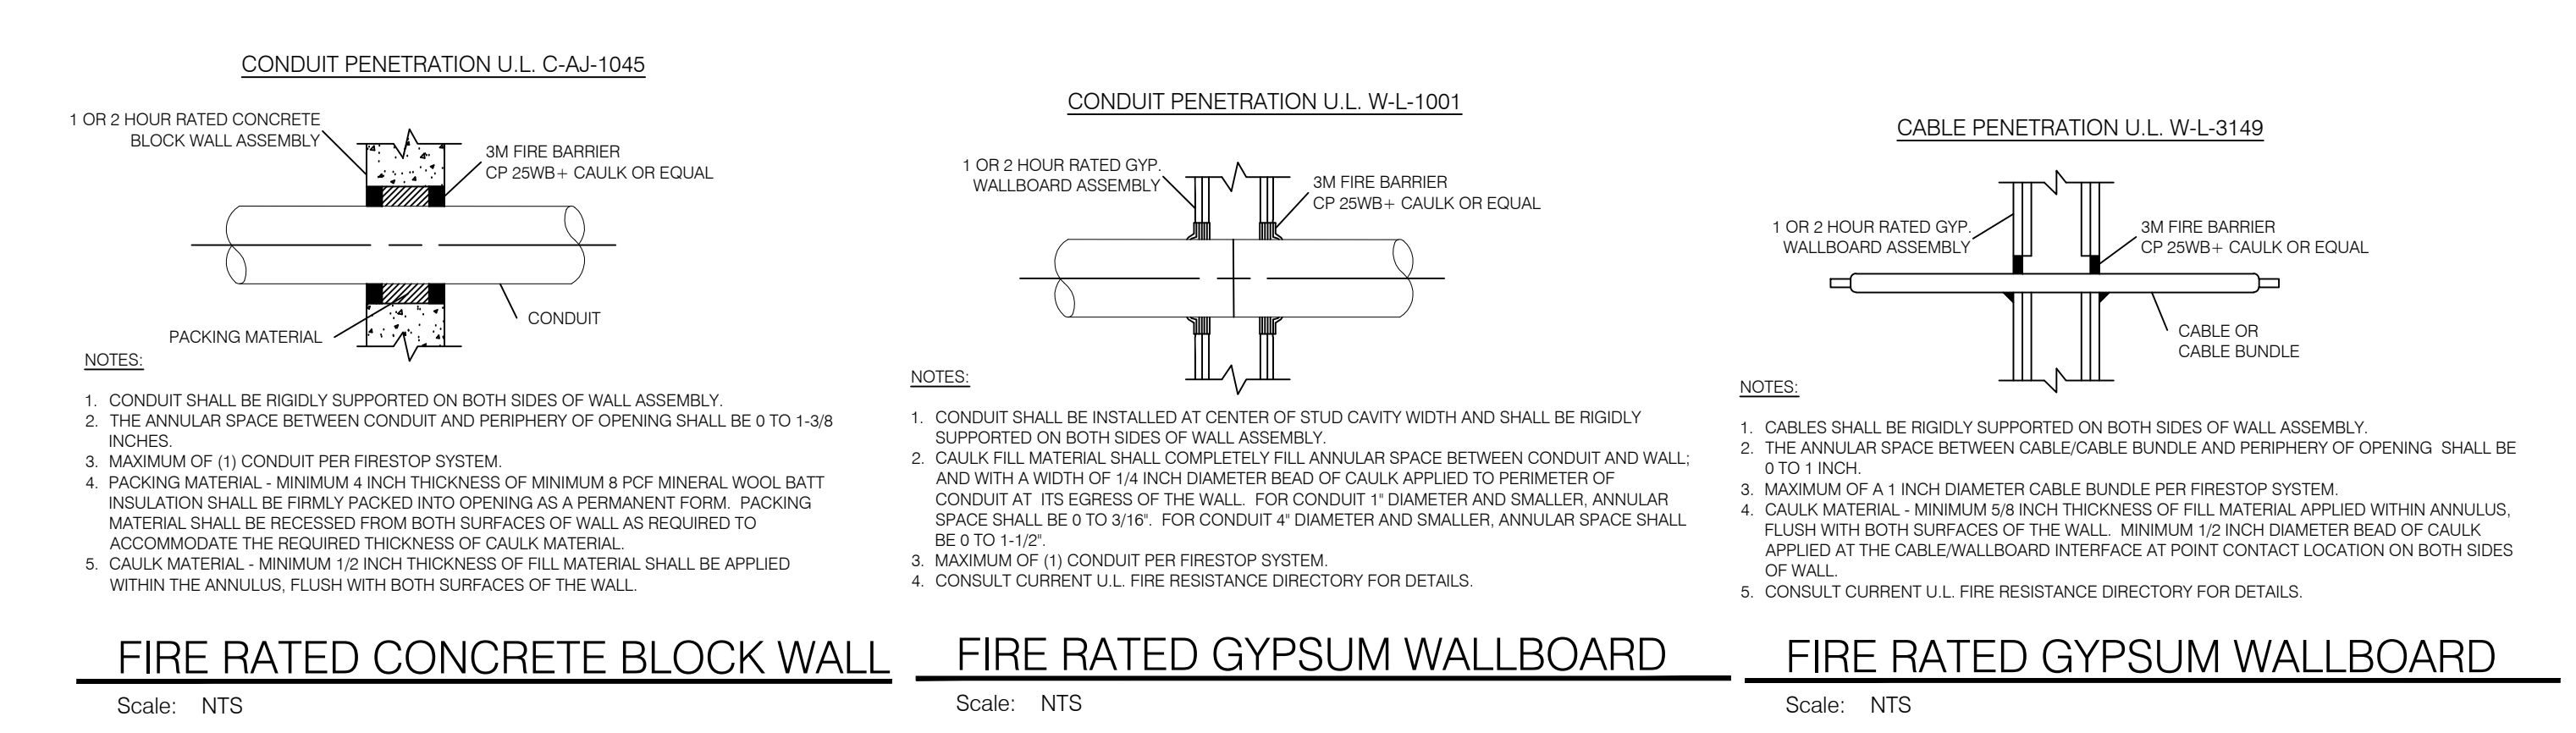 CONDUIT PENETRATION U.L. C-AJ-1045
1 OR 2 HOUR RATED CONCRETE
BLOCK WALL ASSEMBLY
3M FIRE BARRIER
CP 25WB+ CAULK OR EQUAL
CONDUIT
PACKING MATERIAL
NOTES:
1. CONDUIT SHALL BE RIGIDLY SUPPORTED ON BOTH SIDES OF WALL ASSEMBLY.
2. THE ANNULAR SPACE BETWEEN CONDUIT AND PERIPHERY OF OPENING SHALL BE 0 TO 1-3/8
INCHES.
3. MAXIMUM OF (1) CONDUIT PER FIRESTOP SYSTEM.
4. PACKING MATERIAL - MINIMUM 4 INCH THICKNESS OF MINIMUM 8 PCF MINERAL WOOL BATT
INSULATION SHALL BE FIRMLY PACKED INTO OPENING AS A PERMANENT FORM. PACKING
MATERIAL SHALL BE RECESSED FROM BOTH SURFACES OF WALL AS REQUIRED TO
ACCOMMODATE THE REQUIRED THICKNESS OF CAULK MATERIAL.
5. CAULK MATERIAL - MINIMUM 1/2 INCH THICKNESS OF FILL MATERIAL SHALL BE APPLIED
WITHIN THE ANNULUS, FLUSH WITH BOTH SURFACES OF THE WALL.
FIRE RATED CONCRETE BLOCK WALL
Scale: NTS
CONDUIT PENETRATION U.L. W-L-1001
1 OR 2 HOUR RATED GYP.
WALLBOARD ASSEMBLY
3M FIRE BARRIER
CP 25WB+ CAULK OR EQUAL
NOTES:
1. CONDUIT SHALL BE INSTALLED AT CENTER OF STUD CAVITY WIDTH AND SHALL BE RIGIDLY
SUPPORTED ON BOTH SIDES OF WALL ASSEMBLY.
2. CAULK FILL MATERIAL SHALL COMPLETELY FILL ANNULAR SPACE BETWEEN CONDUIT AND WALL;
AND WITH A WIDTH OF 1/4 INCH DIAMETER BEAD OF CAULK APPLIED TO PERIMETER OF
CONDUIT AT ITS EGRESS OF THE WALL. FOR CONDUIT 1" DIAMETER AND SMALLER, ANNULAR
SPACE SHALL BE 0 TO 3/16". FOR CONDUIT 4" DIAMETER AND SMALLER, ANNULAR SPACE SHALL
BE 0 TO 1-1/2".
3. MAXIMUM OF (1) CONDUIT PER FIRESTOP SYSTEM.
4. CONSULT CURRENT U.L. FIRE RESISTANCE DIRECTORY FOR DETAILS.
FIRE RATED GYPSUM WALLBOARD
Scale: NTS
CABLE PENETRATION U.L. W-L-3149
1 OR 2 HOUR RATED GYP.
WALLBOARD ASSEMBLY
3M FIRE BARRIER
CP 25WB+ CAULK OR EQUAL
CABLE OR
CABLE BUNDLE
NOTES:
1. CABLES SHALL BE RIGIDLY SUPPORTED ON BOTH SIDES OF WALL ASSEMBLY.
2. THE ANNULAR SPACE BETWEEN CABLE/CABLE BUNDLE AND PERIPHERY OF OPENING SHALL BE
0 TO 1 INCH.
3. MAXIMUM OF A 1 INCH DIAMETER CABLE BUNDLE PER FIRESTOP SYSTEM.
4. CAULK MATERIAL - MINIMUM 5/8 INCH THICKNESS OF FILL MATERIAL APPLIED WITHIN ANNULUS,
FLUSH WITH BOTH SURFACES OF THE WALL. MINIMUM 1/2 INCH DIAMETER BEAD OF CAULK
APPLIED AT THE CABLE/WALLBOARD INTERFACE AT POINT CONTACT LOCATION ON BOTH SIDES
OF WALL.
5. CONSULT CURRENT U.L. FIRE RESISTANCE DIRECTORY FOR DETAILS.
FIRE RATED GYPSUM WALLBOARD
Scale: NTS